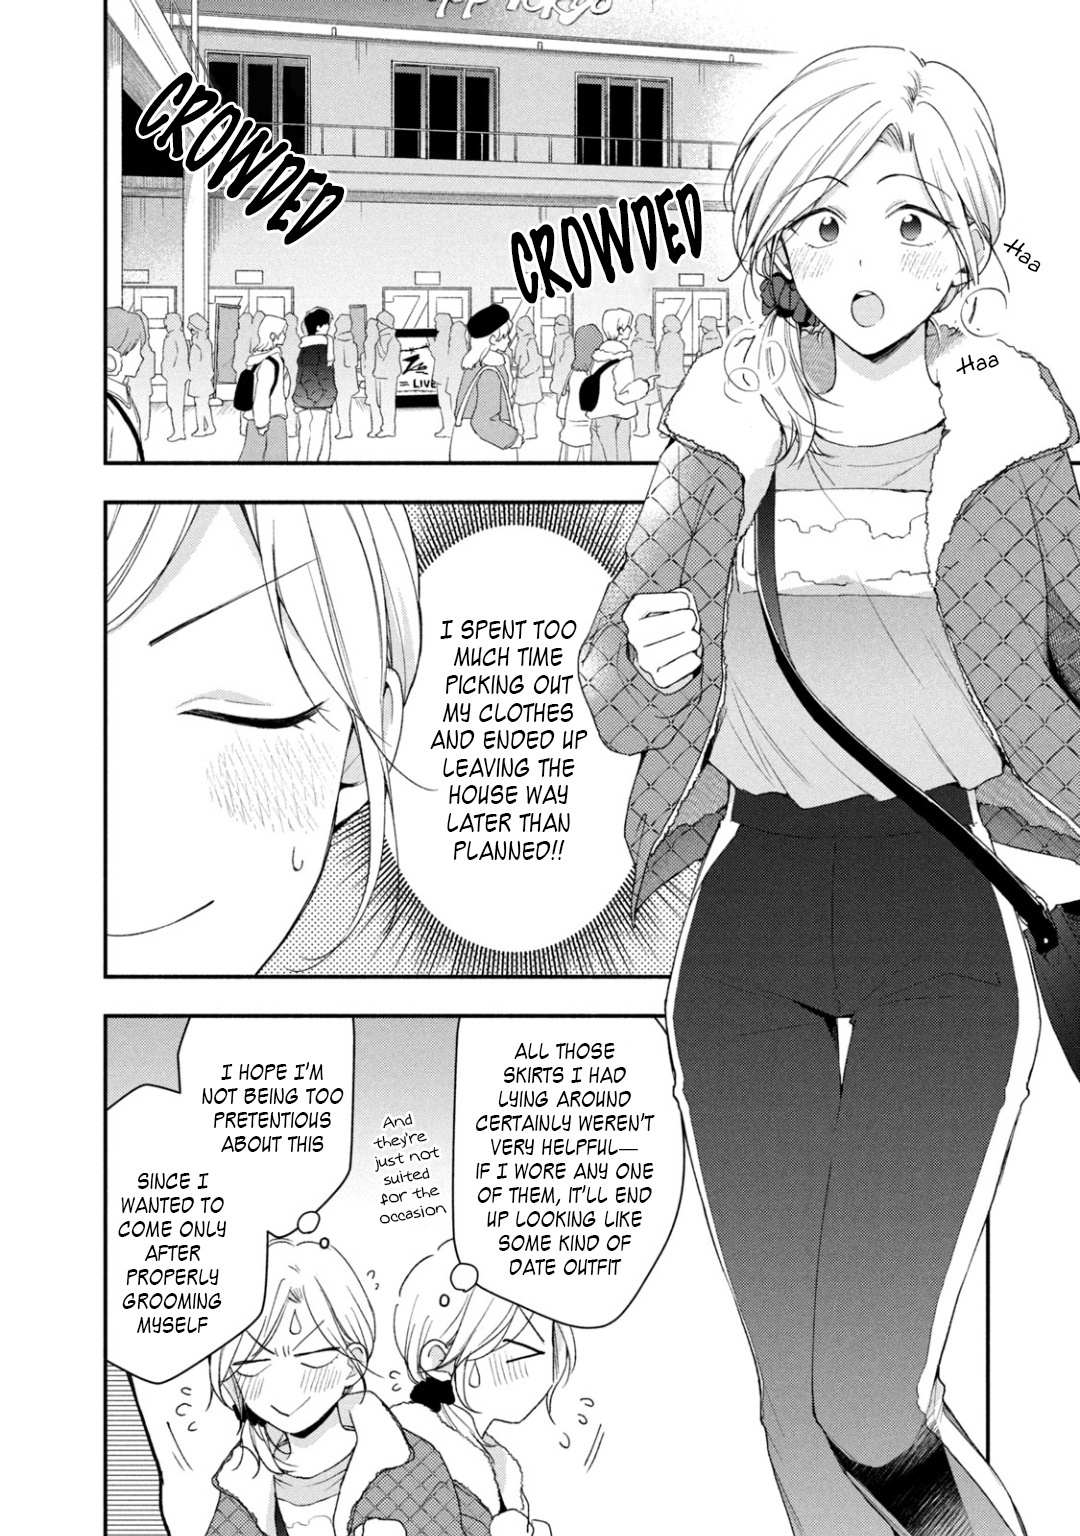 CROWDED
CROWDED
Haa
Haa
Zepp Tokyo
LIVE
I SPENT TOO
MUCH TIME
PICKING OUT
MY CLOTHES
AND ENDED UP
LEAVING THE
HOUSE WAY
LATER THAN
PLANNED!!
ALL THOSE
SKIRTS I HAD
LYING AROUND
CERTAINLY WEREN'T
VERY HELPFUL—
IF I WORE ANY ONE
OF THEM, IT'LL END
UP LOOKING LIKE
SOME KIND OF
DATE OUTFIT
And
they're
just not
suited
for the
occasion
I HOPE I'M
NOT BEING TOO
PRETENTIOUS
ABOUT THIS
SINCE I
WANTED TO
COME ONLY
AFTER
PROPERLY
GROOMING
MYSELF